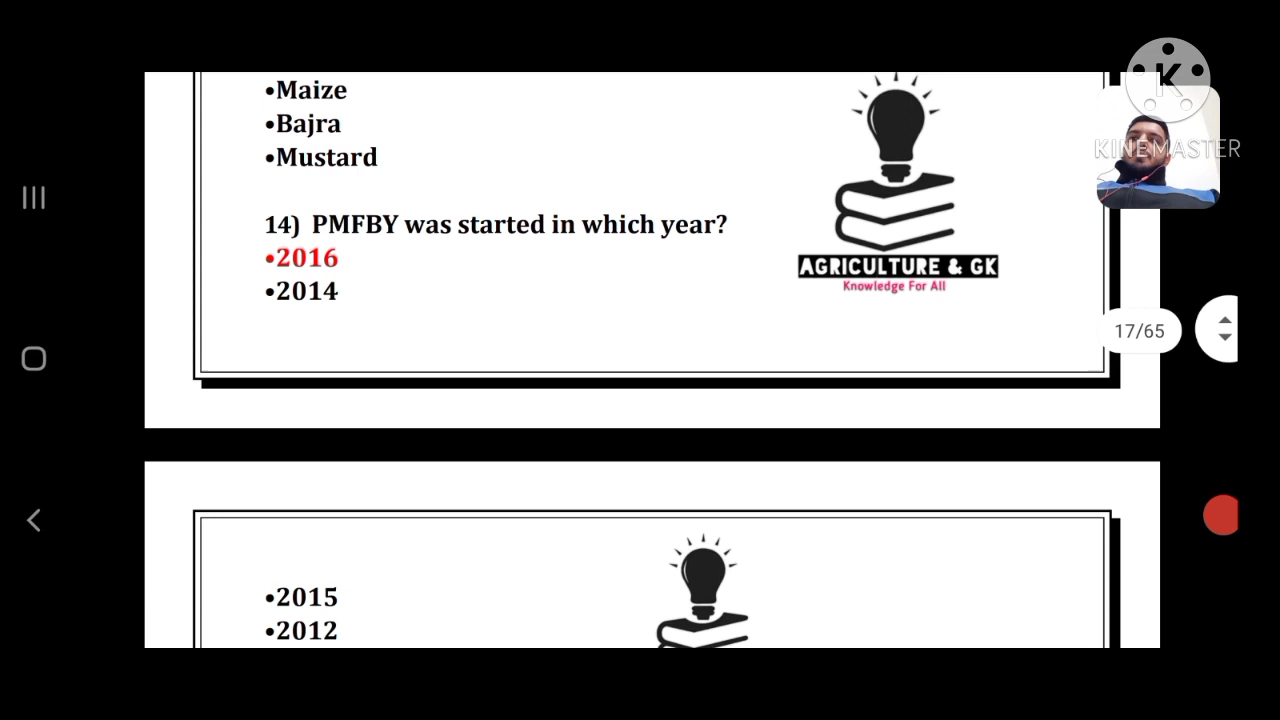 •Maize
•Bajra
•Mustard
14) PMFBY was started in which year?
•2016
•2014
AGRICULTURE & GK
Knowledge For All
K
KINEMASTER
17/65
•2015
•2012